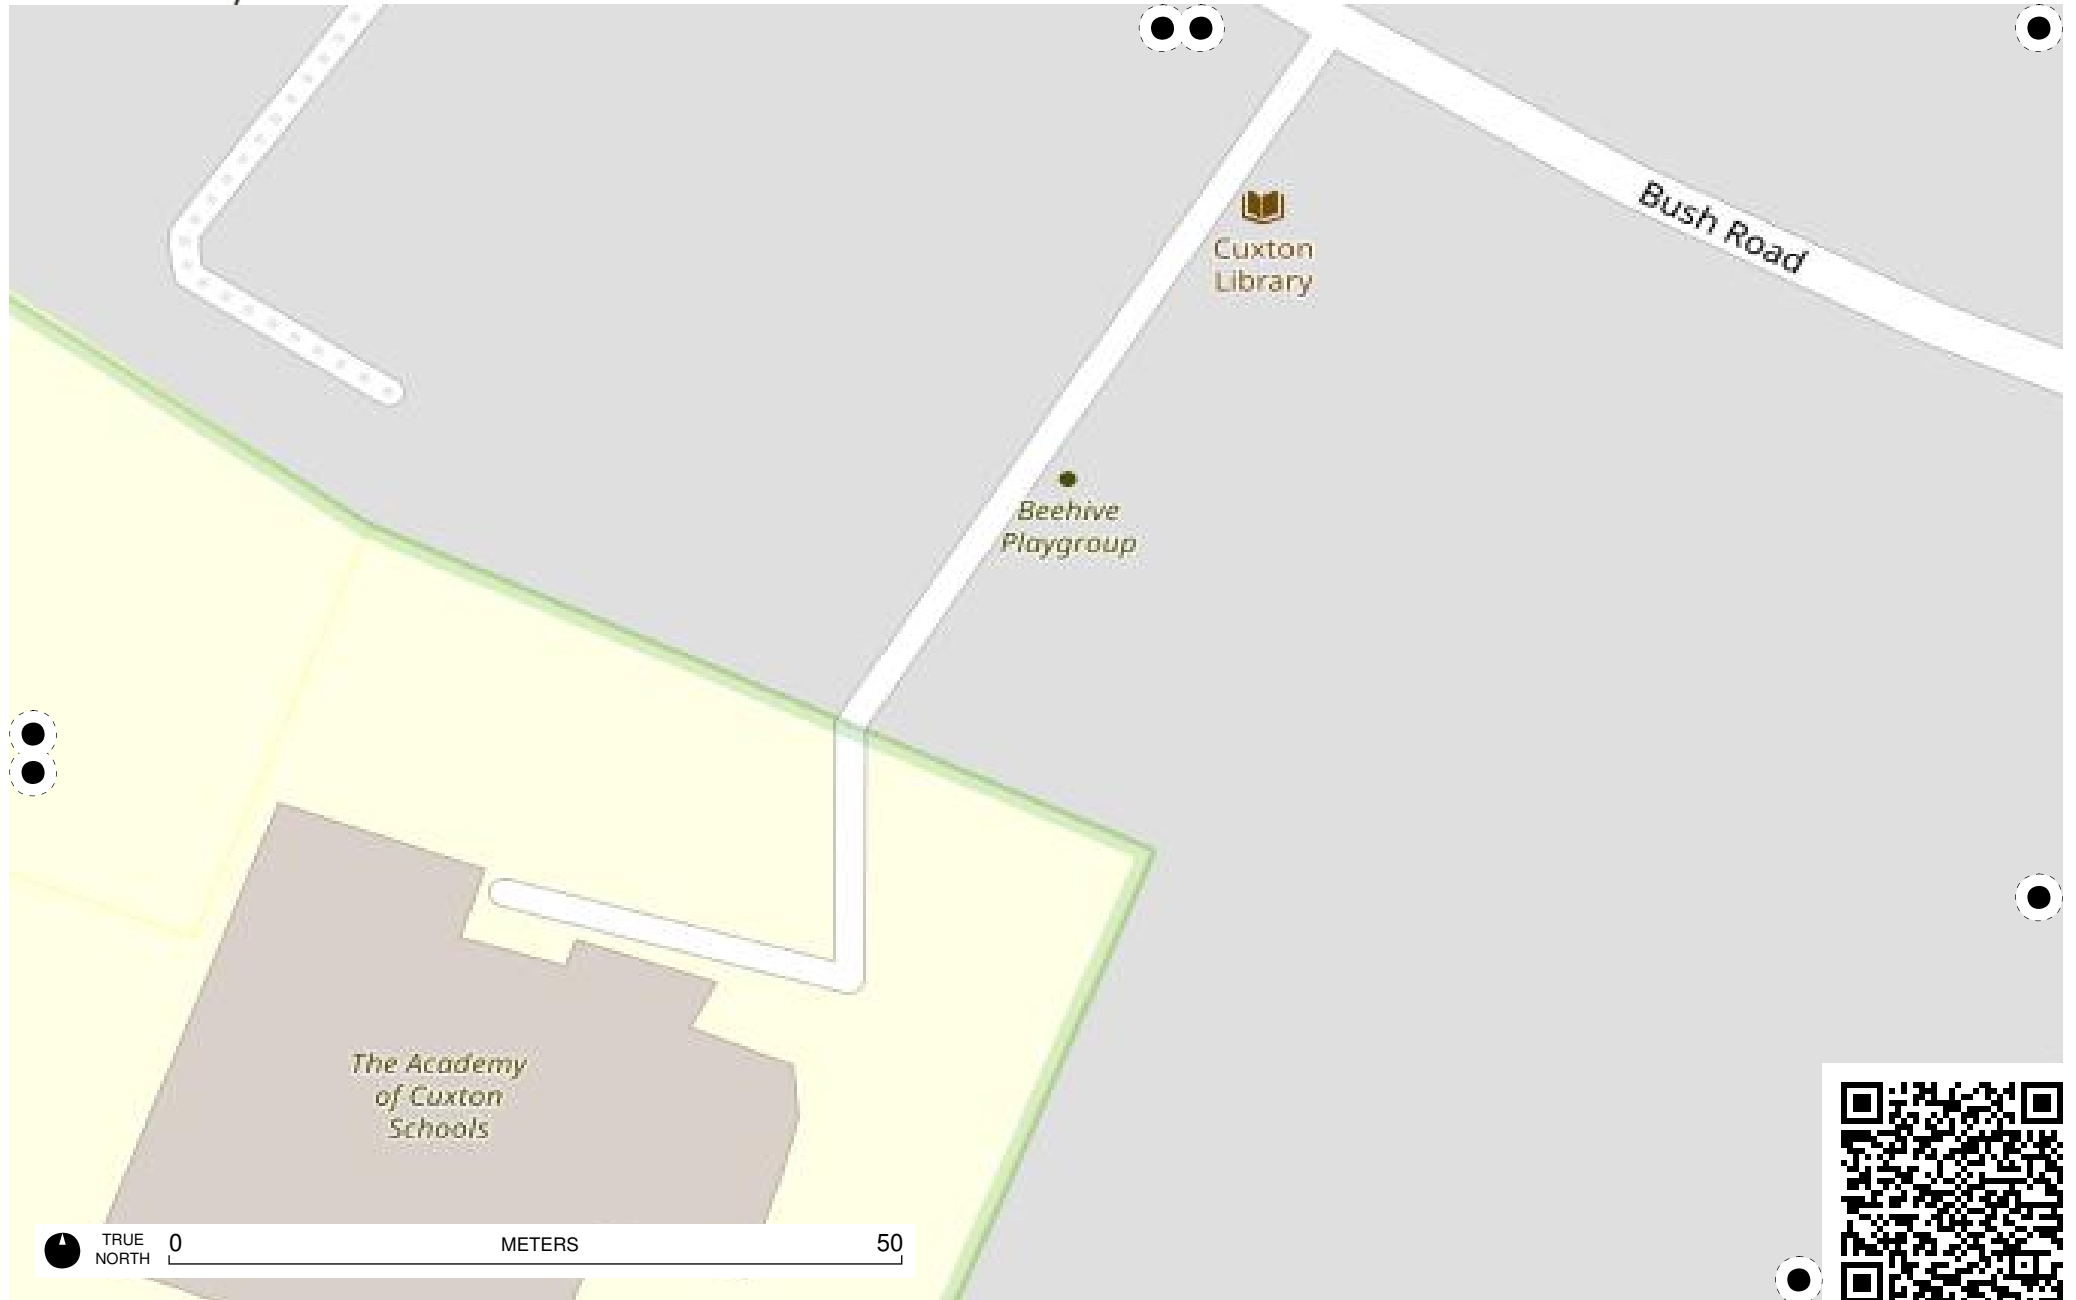 Bush Road
Cuxton
Library
Beehive
Playgroup
The Academy
of Cuxton
Schools
TRUE
NORTH
0 METERS 50